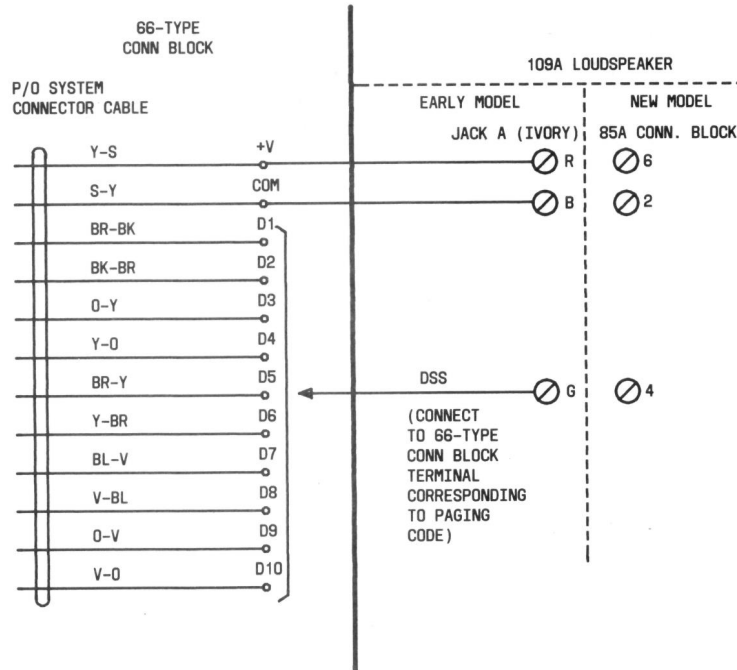 66-TYPE
CONN BLOCK
P/O SYSTEM
CONNECTOR CABLE
109A LOUDSPEAKER
EARLY MODEL
NEW MODEL
JACK A (IVORY)
85A CONN. BLOCK
Y-S +V R 6
S-Y COM B 2
BR-BK D1
BK-BR D2
O-Y D3
Y-O D4
BR-Y D5 DSS G 4
Y-BR D6
BL-V D7
V-BL D8
O-V D9
V-O D10
(CONNECT
TO 66-TYPE
CONN BLOCK
TERMINAL
CORRESPONDING
TO PAGING
CODE)